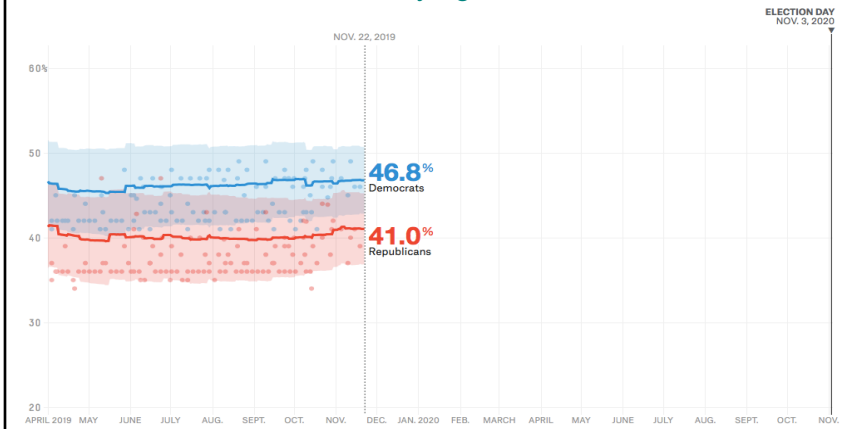 ELECTION DAY
NOV. 3, 2020
NOV. 22, 2019
60%
50
46.8%
Democrats
40
41.0%
Republicans
30
20
APRIL 2019 MAY JUNE JULY AUG. SEPT. OCT. NOV. DEC. JAN. 2020 FEB. MARCH APRIL MAY JUNE JULY AUG. SEPT. OCT. NOV.